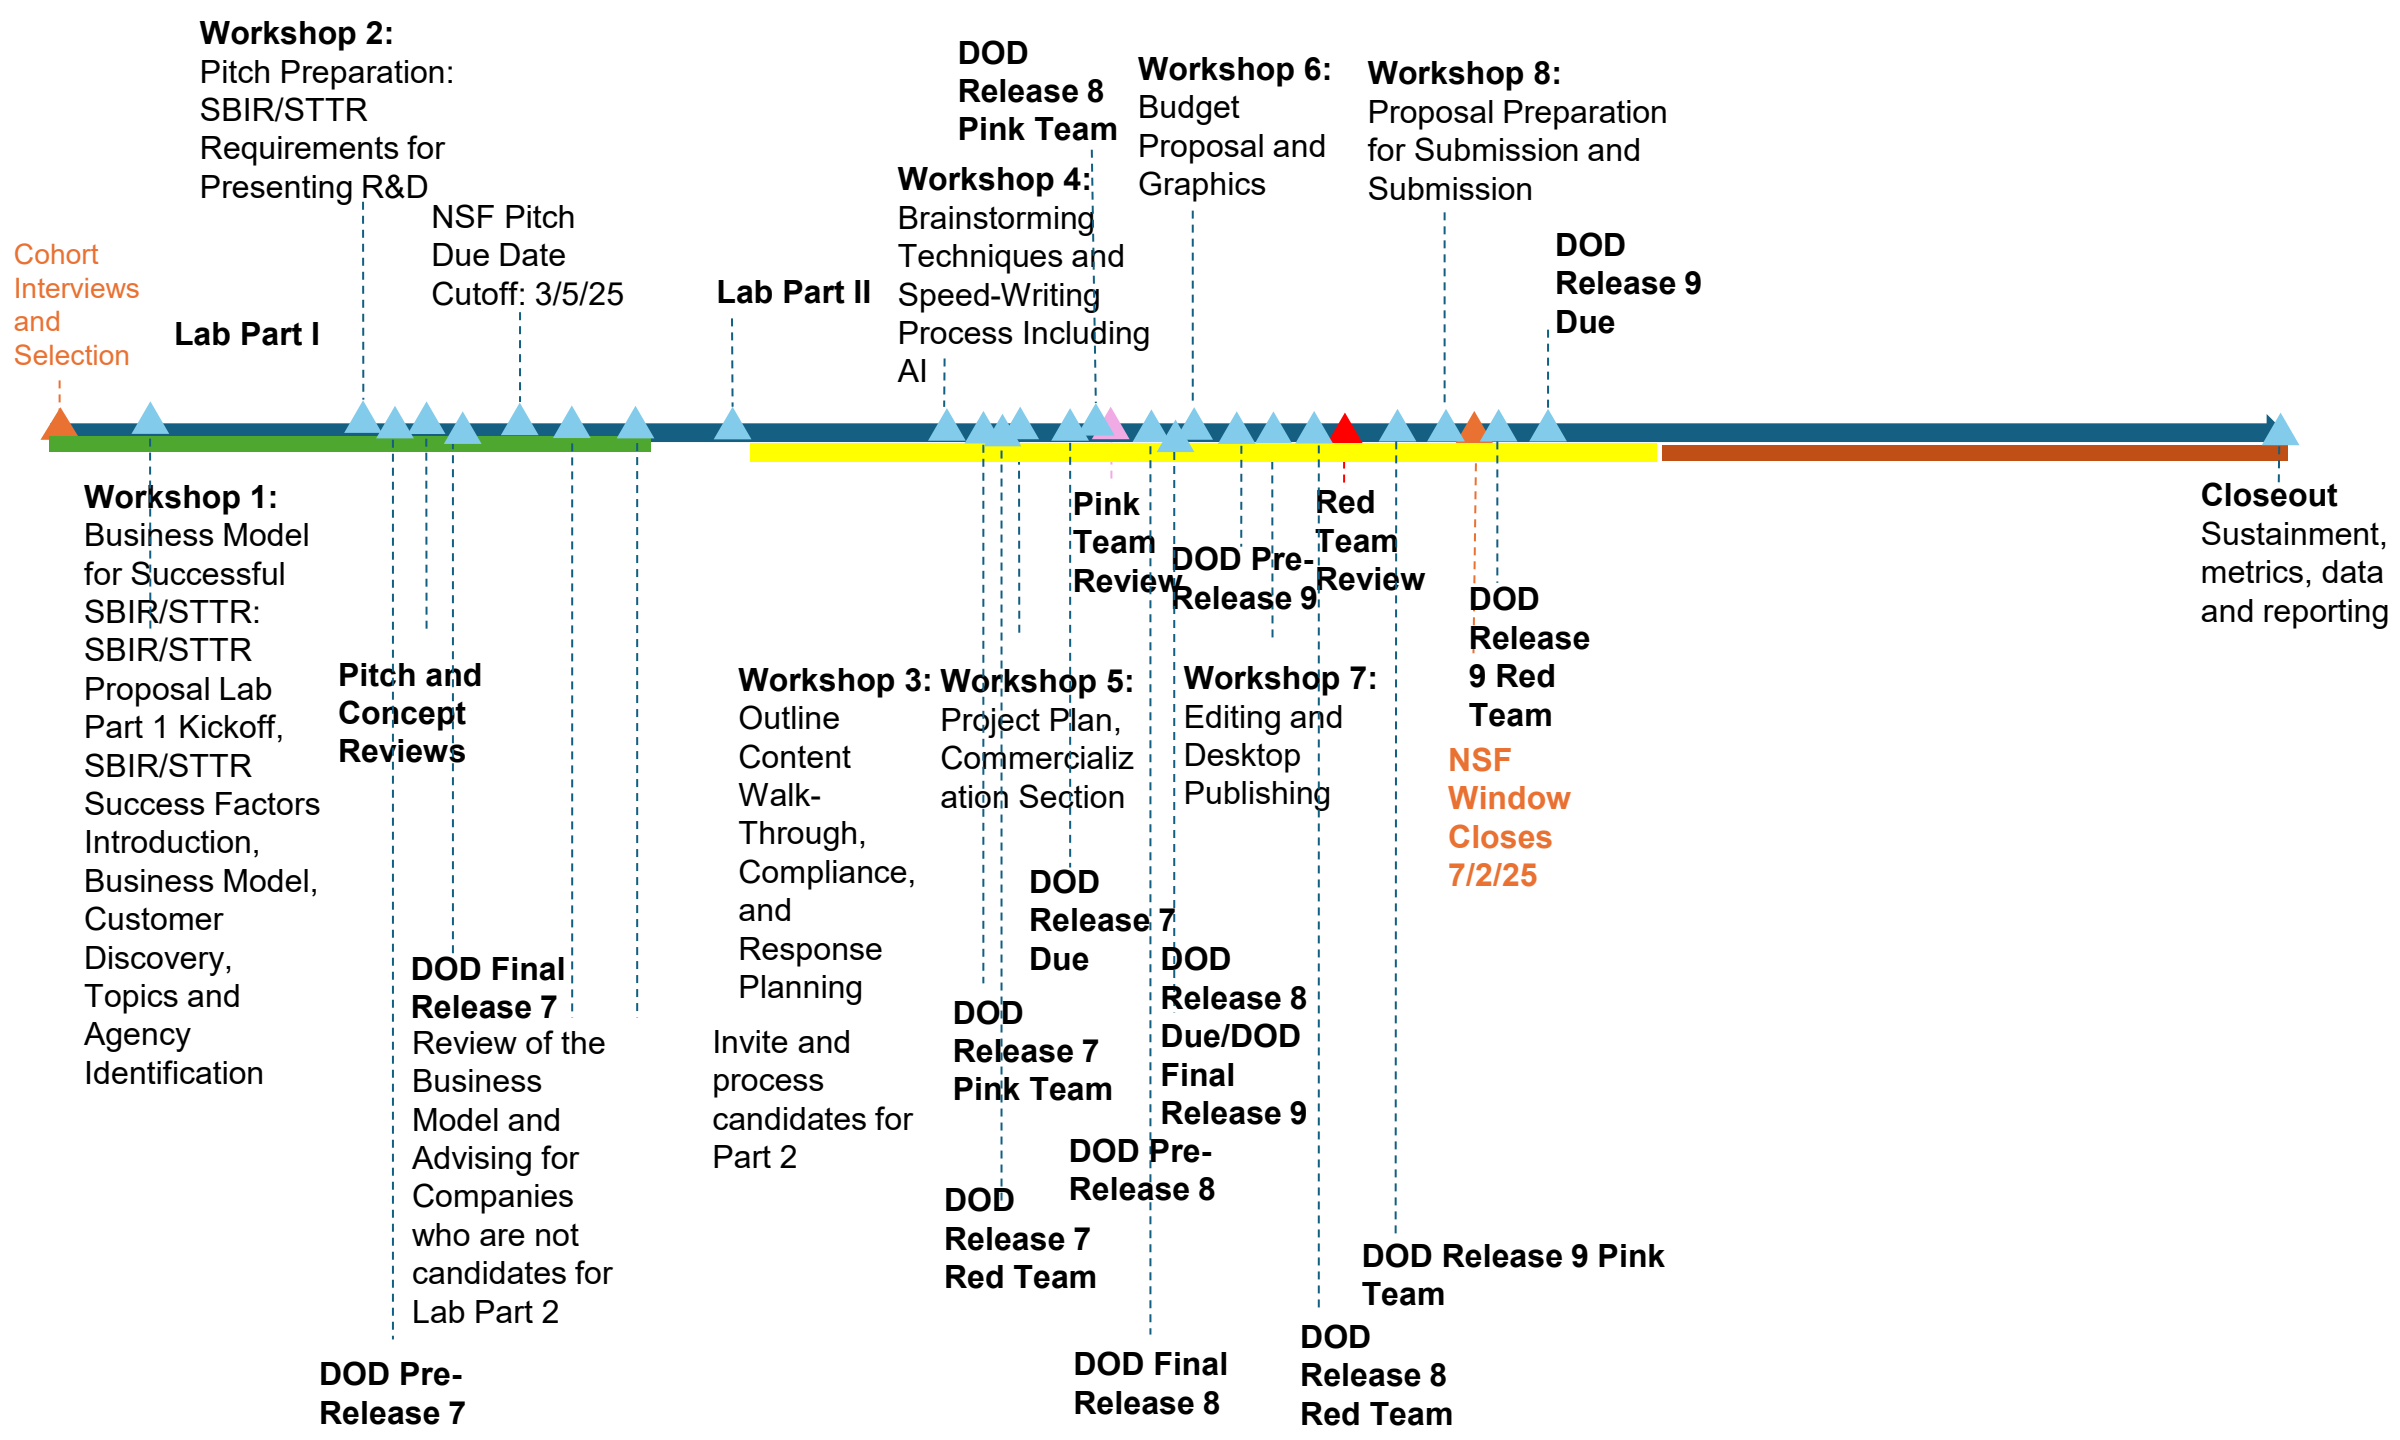 Workshop 2:
Pitch Preparation:
SBIR/STTR
Requirements for
Presenting R&D
Cohort
Interviews
and
Selection
Lab Part I
NSF Pitch
Due Date
Cutoff: 3/5/25
Lab Part II
DOD
Release 8
Pink Team
Workshop 4:
Brainstorming
Techniques and
Speed-Writing
Process Including
AI
Workshop 6:
Budget
Proposal and
Graphics
Workshop 8:
Proposal Preparation
for Submission and
Submission
DOD
Release 9
Due
Workshop 1:
Business Model
for Successful
SBIR/STTR:
SBIR/STTR
Proposal Lab
Part 1 Kickoff,
SBIR/STTR
Success Factors
Introduction,
Business Model,
Customer
Discovery,
Topics and
Agency
Identification
Pitch and
Concept
Reviews
DOD Final
Release 7
Review of the
Business
Model and
Advising for
Companies
who are not
candidates for
Lab Part 2
DOD Pre-
Release 7
Workshop 3:
Outline
Content
Walk-
Through,
Compliance,
and
Response
Planning
Invite and
process
candidates for
Part 2
Workshop 5:
Project Plan,
Commercializ
ation Section
Pink
Team
Review
DOD Pre-
Release 9
Red
Team
Review
Workshop 7:
Editing and
Desktop
Publishing
DOD
Release 7
Due
DOD
Release 7
Pink Team
DOD
Release 8
Due/DOD
Final
Release 9
DOD Pre-
Release 8
DOD
Release 7
Red Team
DOD Final
Release 8
DOD
Release
9 Red
Team
NSF
Window
Closes
7/2/25
DOD Release 9 Pink
Team
DOD
Release 8
Red Team
Closeout
Sustainment,
metrics, data
and reporting